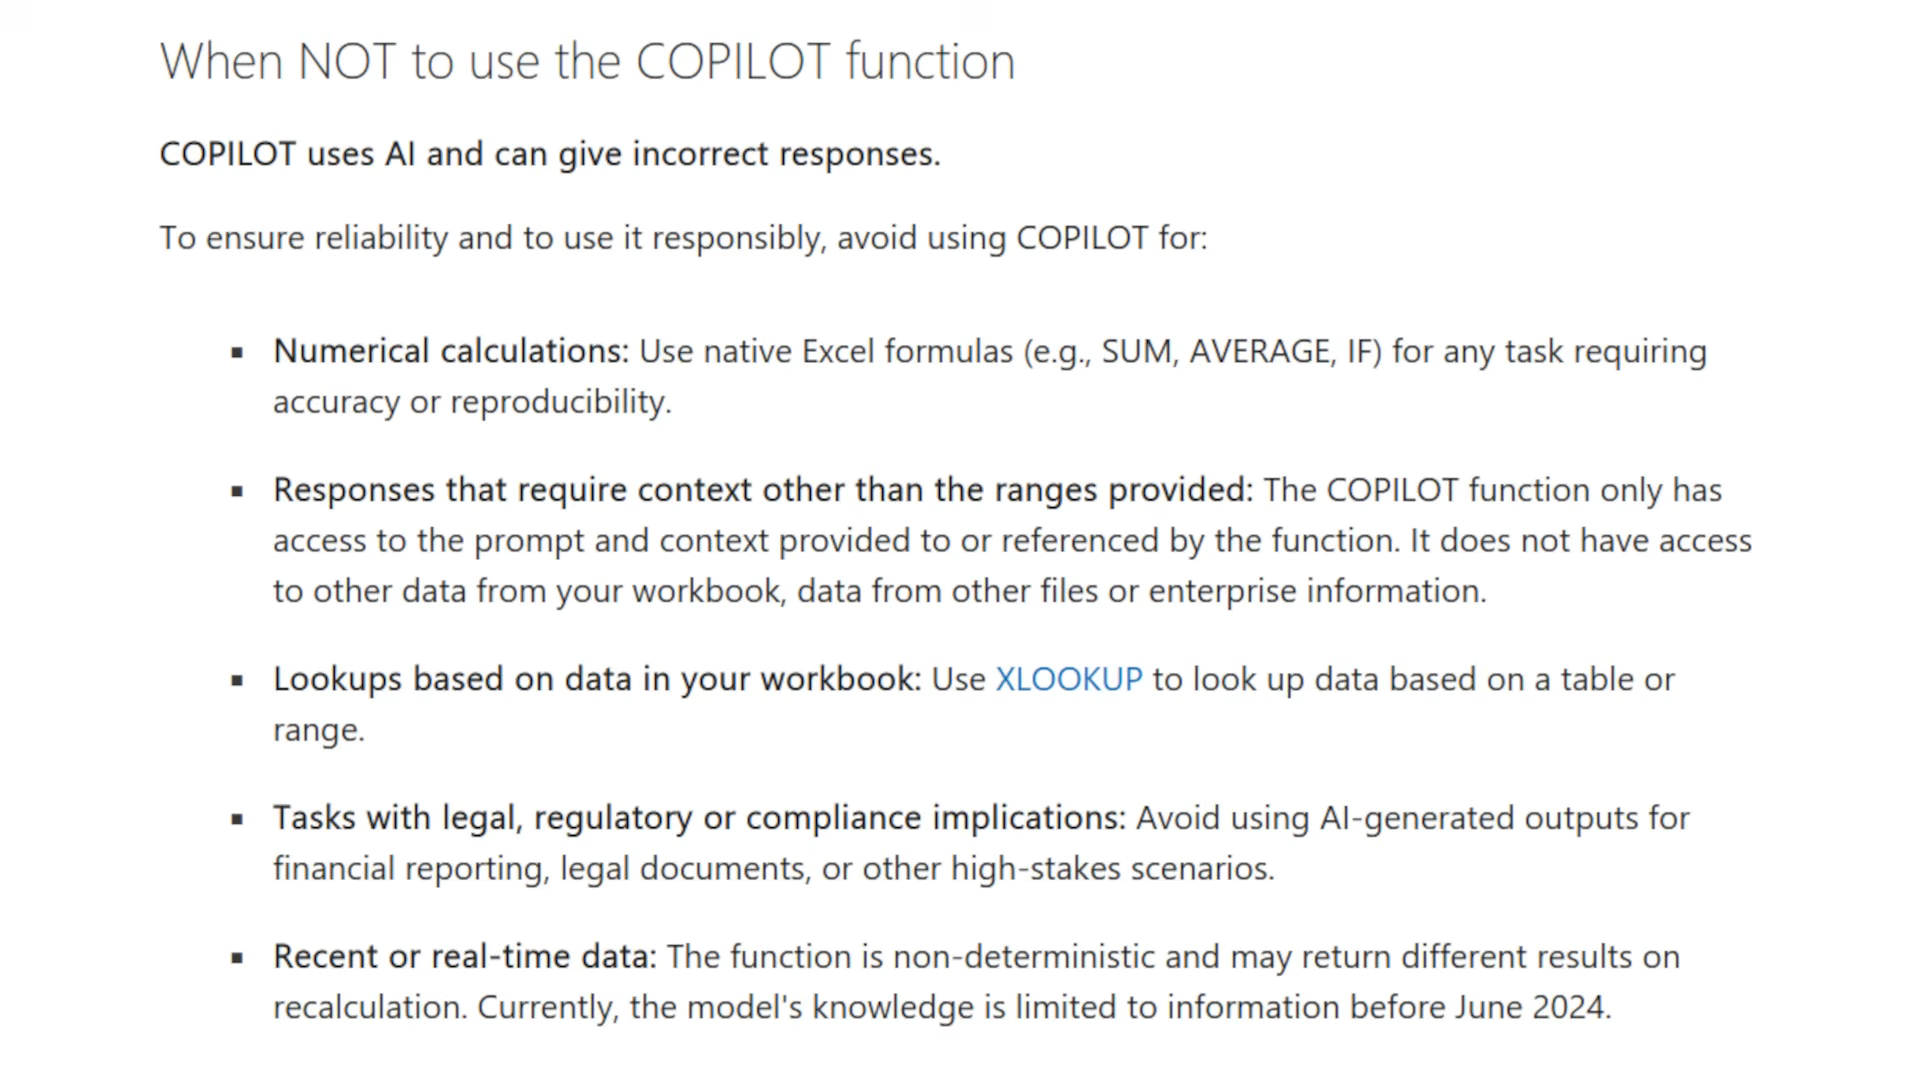 When NOT to use the COPILOT function
COPILOT uses AI and can give incorrect responses.
To ensure reliability and to use it responsibly, avoid using COPILOT for:
▪ Numerical calculations: Use native Excel formulas (e.g., SUM, AVERAGE, IF) for any task requiring
accuracy or reproducibility.
▪ Responses that require context other than the ranges provided: The COPILOT function only has
access to the prompt and context provided to or referenced by the function. It does not have access
to other data from your workbook, data from other files or enterprise information.
▪ Lookups based on data in your workbook: Use XLOOKUP to look up data based on a table or
range.
▪ Tasks with legal, regulatory or compliance implications: Avoid using AI-generated outputs for
financial reporting, legal documents, or other high-stakes scenarios.
▪ Recent or real-time data: The function is non-deterministic and may return different results on
recalculation. Currently, the model's knowledge is limited to information before June 2024.